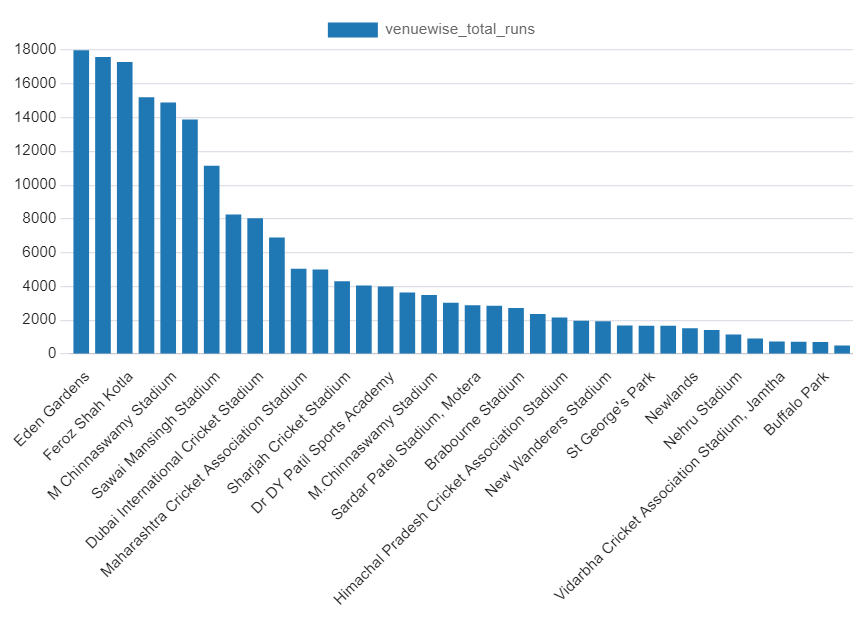 venuewise_total_runs
18000
16000
14000
12000
10000
8000
6000
4000
2000
0
Eden Gardens
Feroz Shah Kotla
M Chinnaswamy Stadium
Sawai Mansingh Stadium
Dubai International Cricket Stadium
Maharashtra Cricket Association Stadium
Sharjah Cricket Stadium
Dr DY Patil Sports Academy
M.Chinnaswamy Stadium
Sardar Patel Stadium, Motera
Brabourne Stadium
Himachal Pradesh Cricket Association Stadium
New Wanderers Stadium
St George's Park
Newlands
Nehru Stadium
Vidarbha Cricket Association Stadium, Jamtha
Buffalo Park